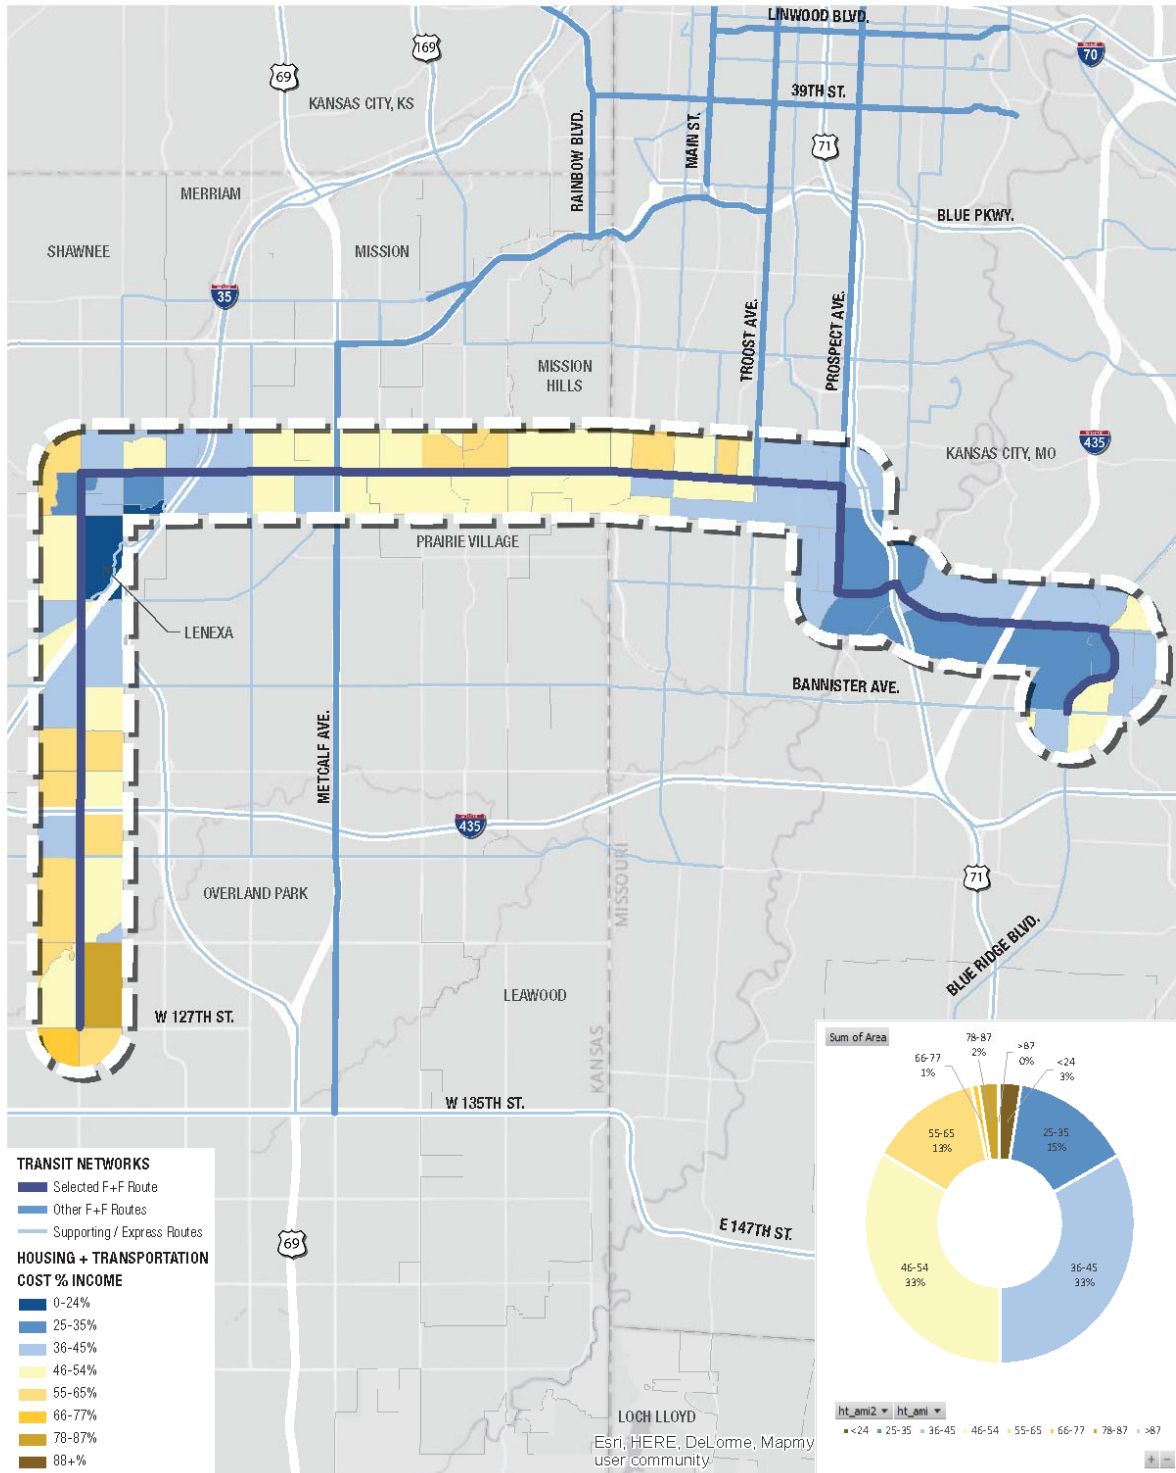 LINWOOD BLVD.
169
69
70
KANSAS CITY, KS
39TH ST.
RAINBOW BLVD.
MAIN ST.
71
MERRIAM
BLUE PKWY.
SHAWNEE
MISSION
35
TROOST AVE.
PROSPECT AVE.
MISSION
HILLS
KANSAS CITY, MO
435
PRAIRIE VILLAGE
LENEXA
BANNISTER AVE.
METCALF AVE.
435
MISSOURI
71
OVERLAND PARK
BLUE RIDGE BLVD.
LEAWOOD
W 127TH ST.
KANSAS
W 135TH ST.
E 147TH ST.
69
LOCH LLOYD
Esri, HERE, DeLorme, Mapmy
user community
TRANSIT NETWORKS
Selected F+F Route
Other F+F Routes
Supporting / Express Routes
HOUSING + TRANSPORTATION
COST % INCOME
0-24%
25-35%
36-45%
46-54%
55-65%
66-77%
78-87%
88+%
Sum of Area
78-87
2%
>87
0%
66-77
1%
<24
3%
55-65
13%
25-35
15%
46-54
33%
36-45
33%
ht_ami2 ht_ami
<24 25-35 36-45 46-54 55-65 66-77 78-87 >87
+ -